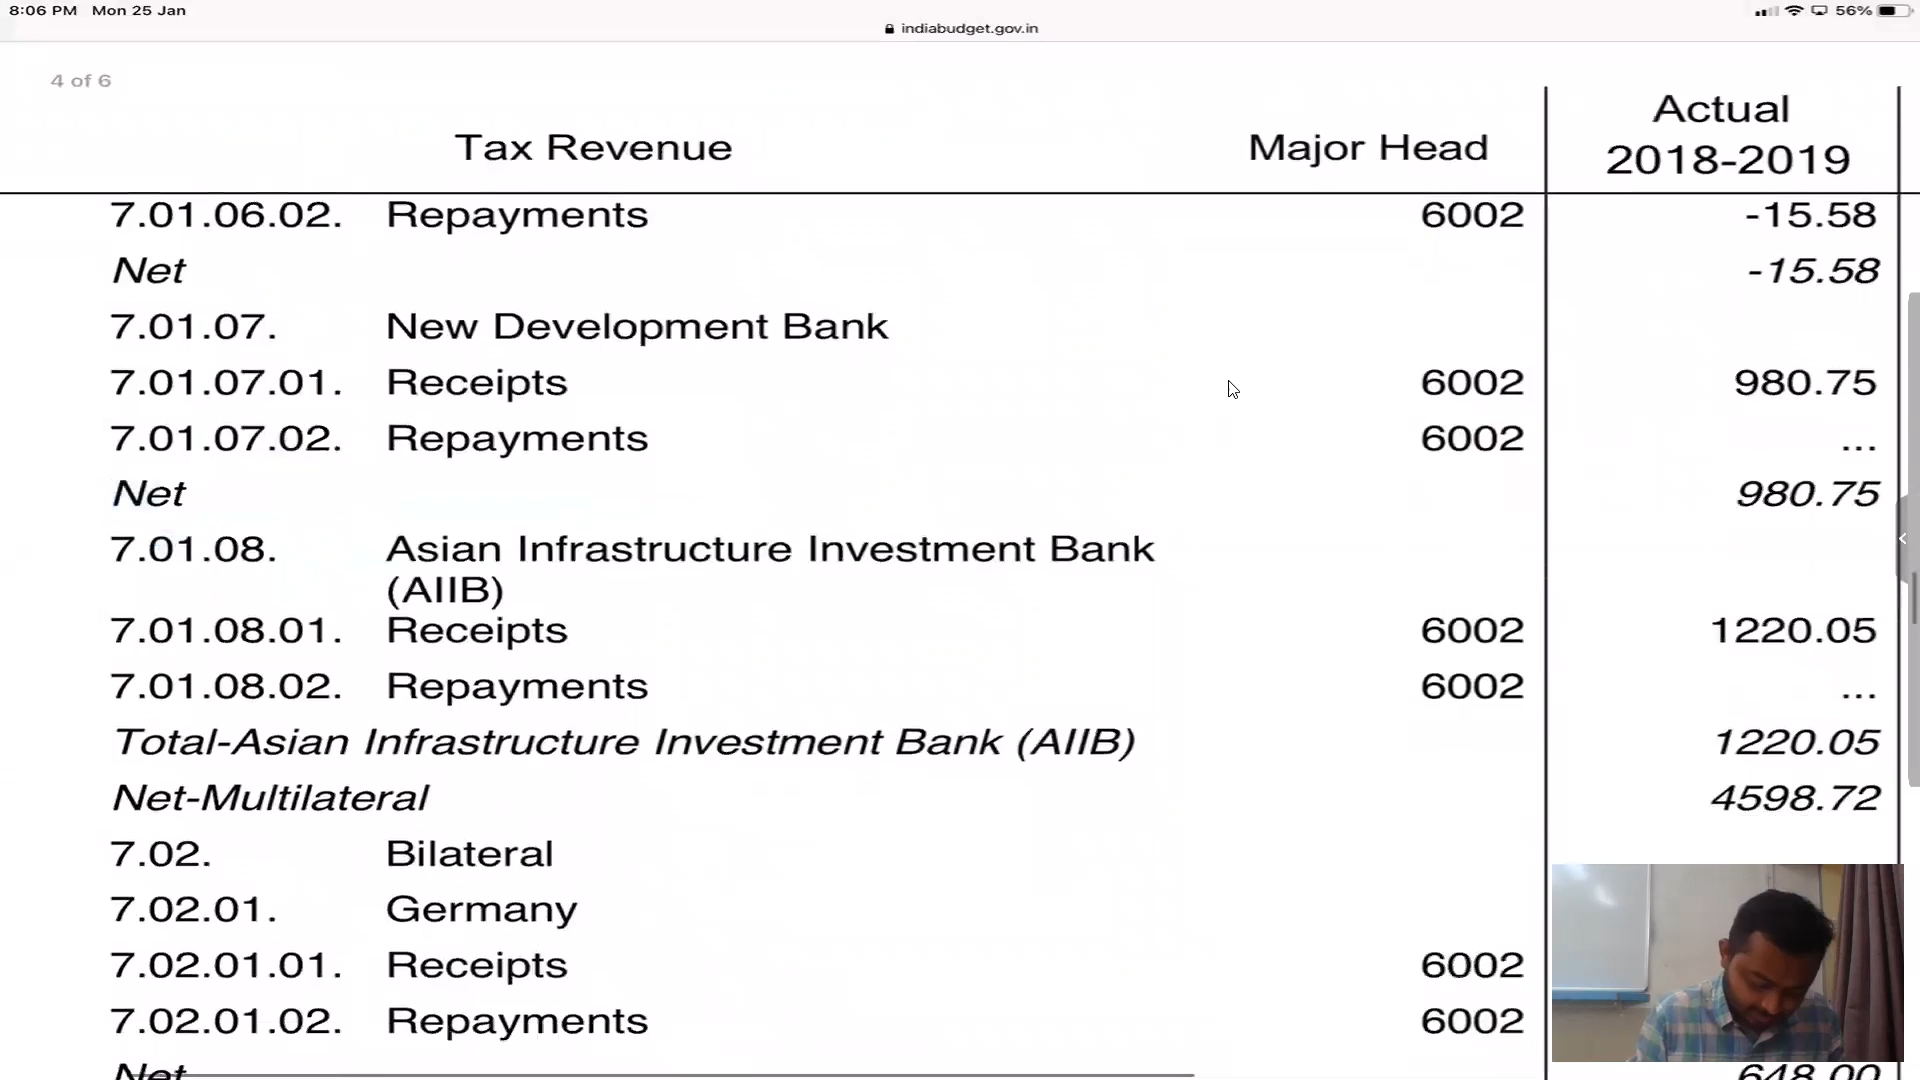 8:06 PM Mon 25 Jan
56%
indiabudget.gov.in
4 of 6
Tax Revenue Major Head Actual 2018-2019
7.01.06.02. Repayments 6002 -15.58
Net -15.58
7.01.07. New Development Bank
7.01.07.01. Receipts 6002 980.75
7.01.07.02. Repayments 6002 ...
Net 980.75
7.01.08. Asian Infrastructure Investment Bank
(AIIB)
7.01.08.01. Receipts 6002 1220.05
7.01.08.02. Repayments 6002 ...
Total-Asian Infrastructure Investment Bank (AIIB) 1220.05
Net-Multilateral 4598.72
7.02. Bilateral
7.02.01. Germany
7.02.01.01. Receipts 6002
7.02.01.02. Repayments 6002
Net 648.00